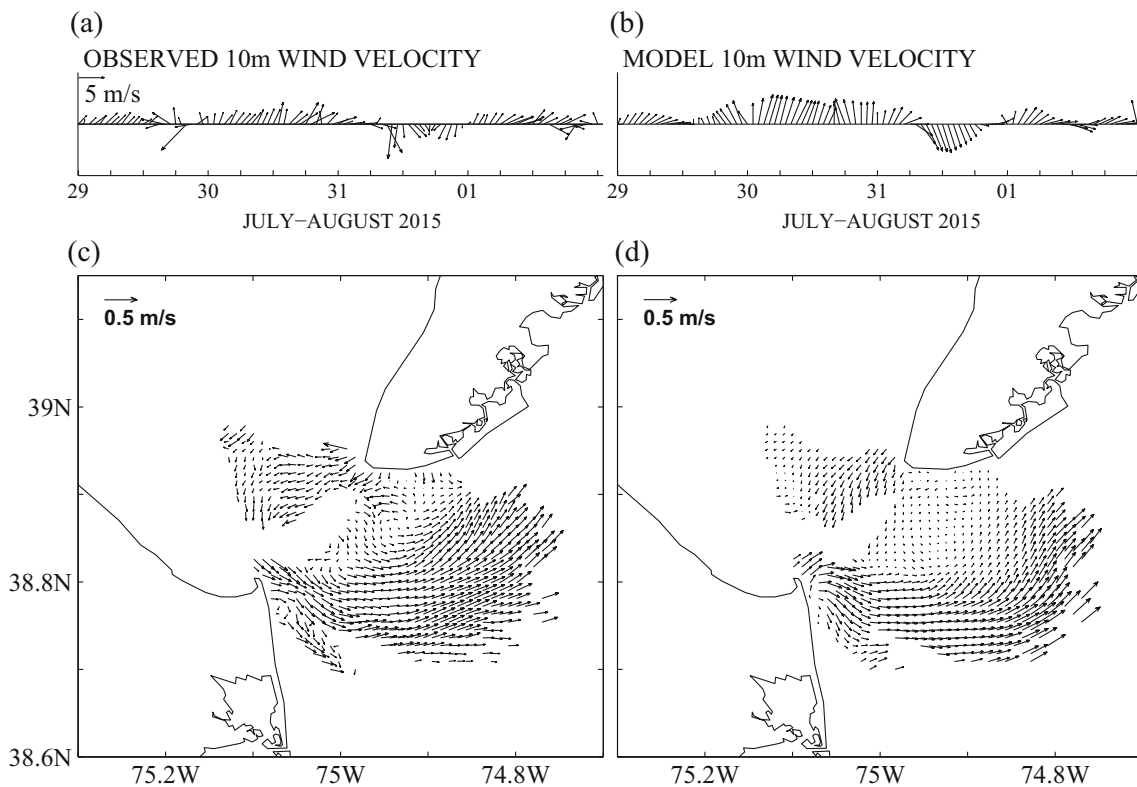 (a)
(b)
OBSERVED 10m WIND VELOCITY
MODEL 10m WIND VELOCITY
5 m/s
29 30 31 01
29 30 31 01
JULY−AUGUST 2015
JULY−AUGUST 2015
(c)
(d)
0.5 m/s
0.5 m/s
39N
38.8N
38.6N
75.2W 75W 74.8W
75.2W 75W 74.8W